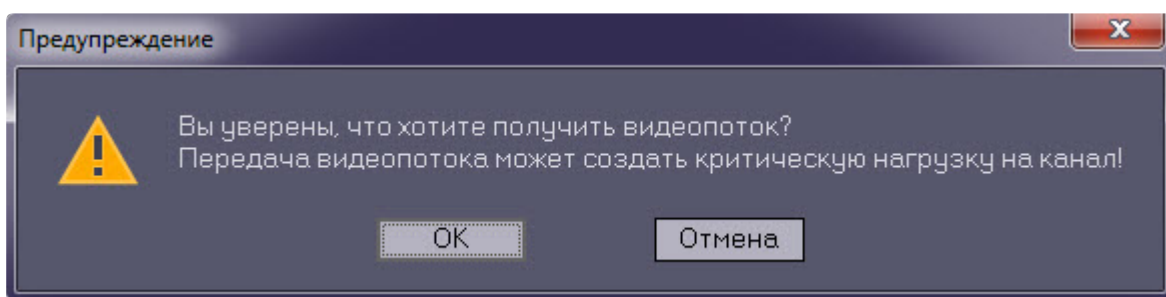 Предупреждение
Вы уверены, что хотите получить видеопоток?
Передача видеопотока может создать критическую нагрузку на канал!
OK
Отмена